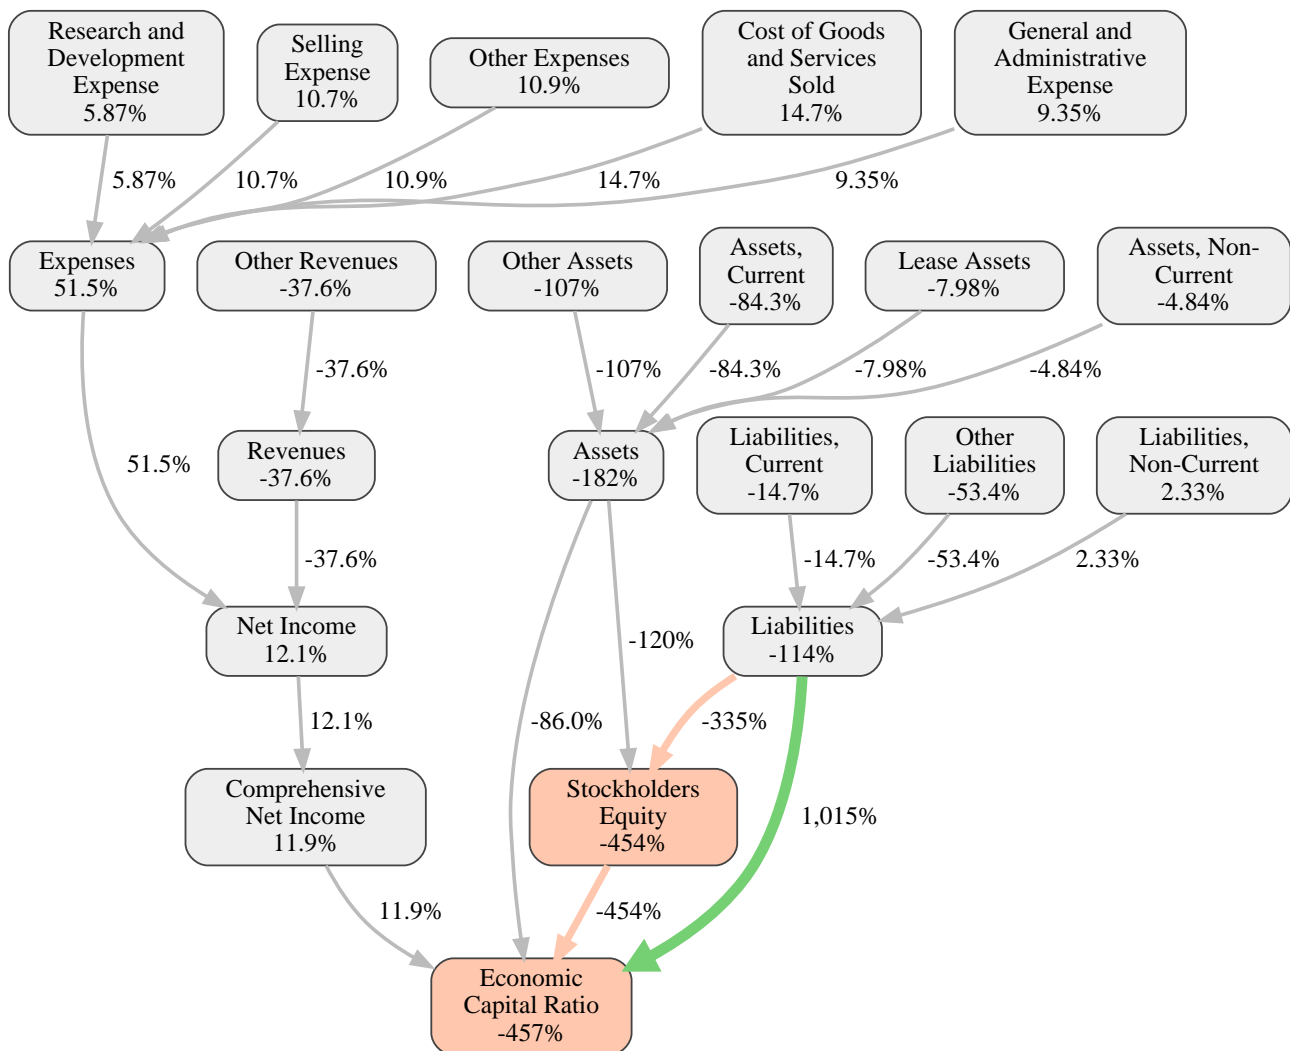 Research and
Development
Expense
5.87%
Selling
Expense
10.7%
Other Expenses
10.9%
Cost of Goods
and Services
Sold
14.7%
General and
Administrative
Expense
9.35%
5.87%
10.7%
10.9%
14.7%
9.35%
Expenses
51.5%
Other Revenues
-37.6%
Other Assets
-107%
Assets,
Current
-84.3%
Lease Assets
-7.98%
Assets, Non-
Current
-4.84%
-37.6%
-107%
-84.3%
-7.98%
-4.84%
51.5%
Revenues
-37.6%
Assets
-182%
Liabilities,
Current
-14.7%
Other
Liabilities
-53.4%
Liabilities,
Non-Current
2.33%
-37.6%
-14.7%
-53.4%
2.33%
Net Income
12.1%
-120%
Liabilities
-114%
12.1%
-86.0%
-335%
Comprehensive
Net Income
11.9%
Stockholders
Equity
-454%
1,015%
11.9%
-454%
Economic
Capital Ratio
-457%